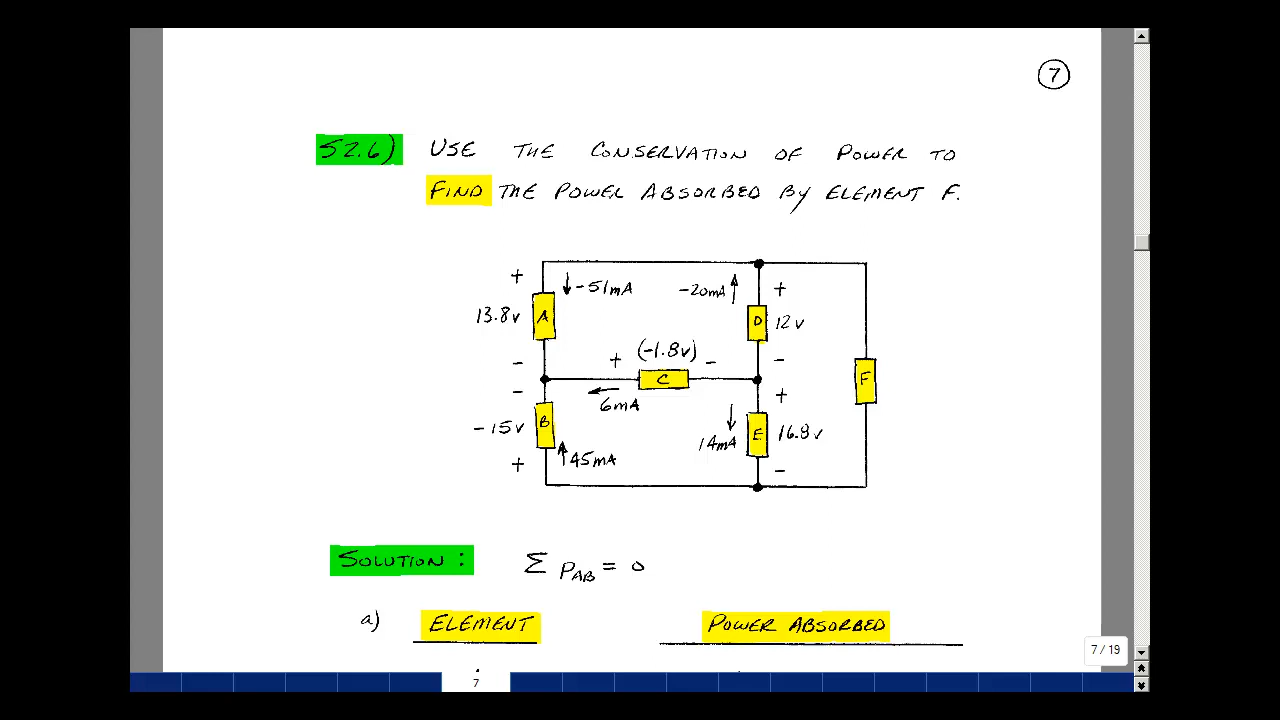 7
S2.6) USE THE CONSERVATION OF POWER TO
FIND THE POWER ABSORBED BY ELEMENT F.
+ ↓ -51mA -20mA ↑ +
13.8v A D 12v
- + (-1.8v) - -
C F
- 6mA +
-15v B 14mA E 16.8v
+ 45mA -
SOLUTION: Σ PAB = 0
a) ELEMENT POWER ABSORBED
7 / 19
7